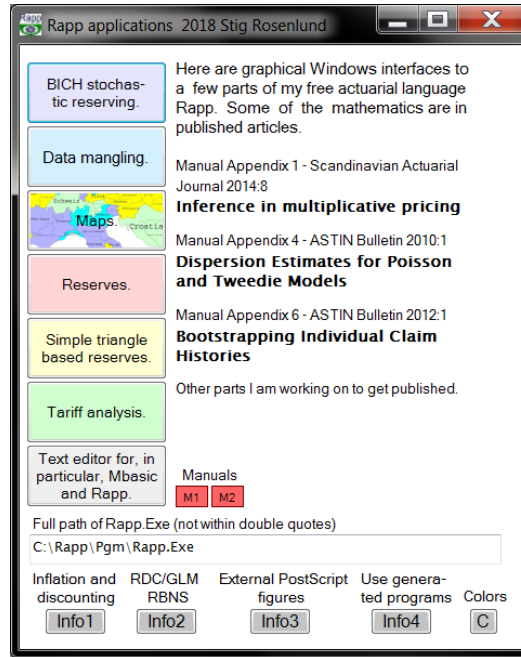 Rapp applications 2018 Stig Rosenlund
BICH stochas-
tic reserving.
Data mangling.
Schweiz
Maps.
Croatia
Reserves.
Simple triangle
based reserves.
Tariff analysis.
Text editor for, in
particular, Mbasic
and Rapp.
Here are graphical Windows interfaces to
a few parts of my free actuarial language
Rapp. Some of the mathematics are in
published articles.
Manual Appendix 1 - Scandinavian Actuarial
Journal 2014:8
Inference in multiplicative pricing
Manual Appendix 4 - ASTIN Bulletin 2010:1
Dispersion Estimates for Poisson
and Tweedie Models
Manual Appendix 6 - ASTIN Bulletin 2012:1
Bootstrapping Individual Claim
Histories
Other parts I am working on to get published.
Manuals
M1 M2
Full path of Rapp.Exe (not within double quotes)
C:\Rapp\Pgm\Rapp.Exe
Inflation and
discounting
Info1
RDC/GLM
RBNS
Info2
External PostScript
figures
Info3
Use genera-
ted programs
Info4
Colors
C